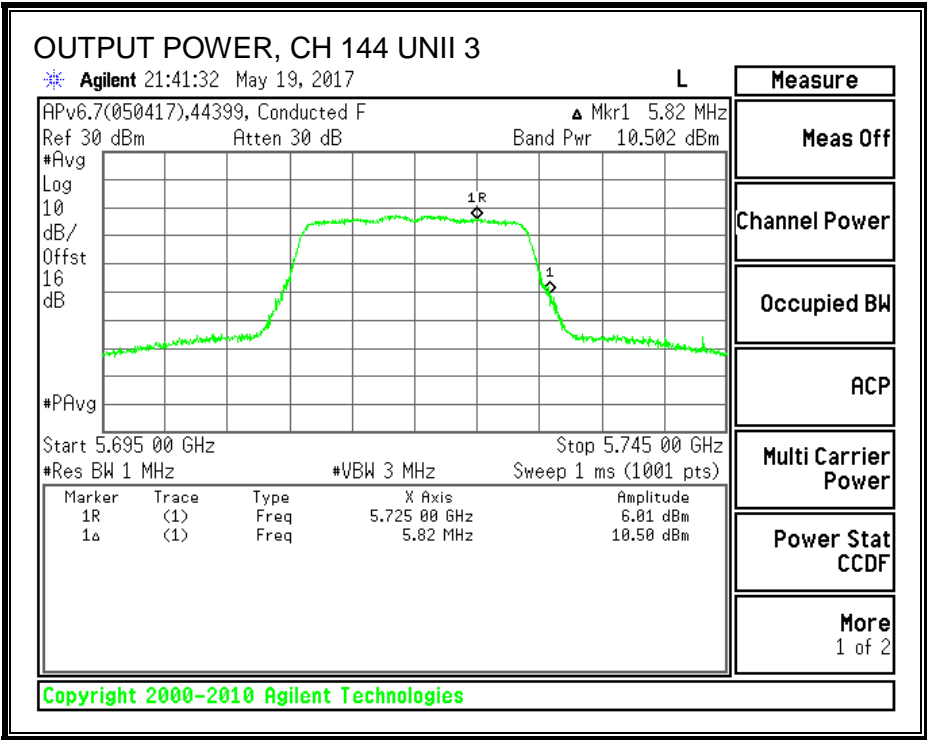 OUTPUT POWER, CH 144 UNII 3
Agilent 21:41:32 May 19, 2017 L
APv6.7(050417),44399, Conducted F
Δ Mkr1 5.82 MHz
Ref 30 dBm Atten 30 dB Band Pwr 10.502 dBm
#Avg
Log
10
dB/
Offst
16
dB
#PAvg
1R
1
Start 5.695 00 GHz Stop 5.745 00 GHz
#Res BW 1 MHz #VBW 3 MHz Sweep 1 ms (1001 pts)
Marker Trace Type X Axis Amplitude
1R (1) Freq 5.725 00 GHz 6.01 dBm
1Δ (1) Freq 5.82 MHz 10.50 dBm
Measure
Meas Off
Channel Power
Occupied BW
ACP
Multi Carrier
Power
Power Stat
CCDF
More
1 of 2
Copyright 2000-2010 Agilent Technologies